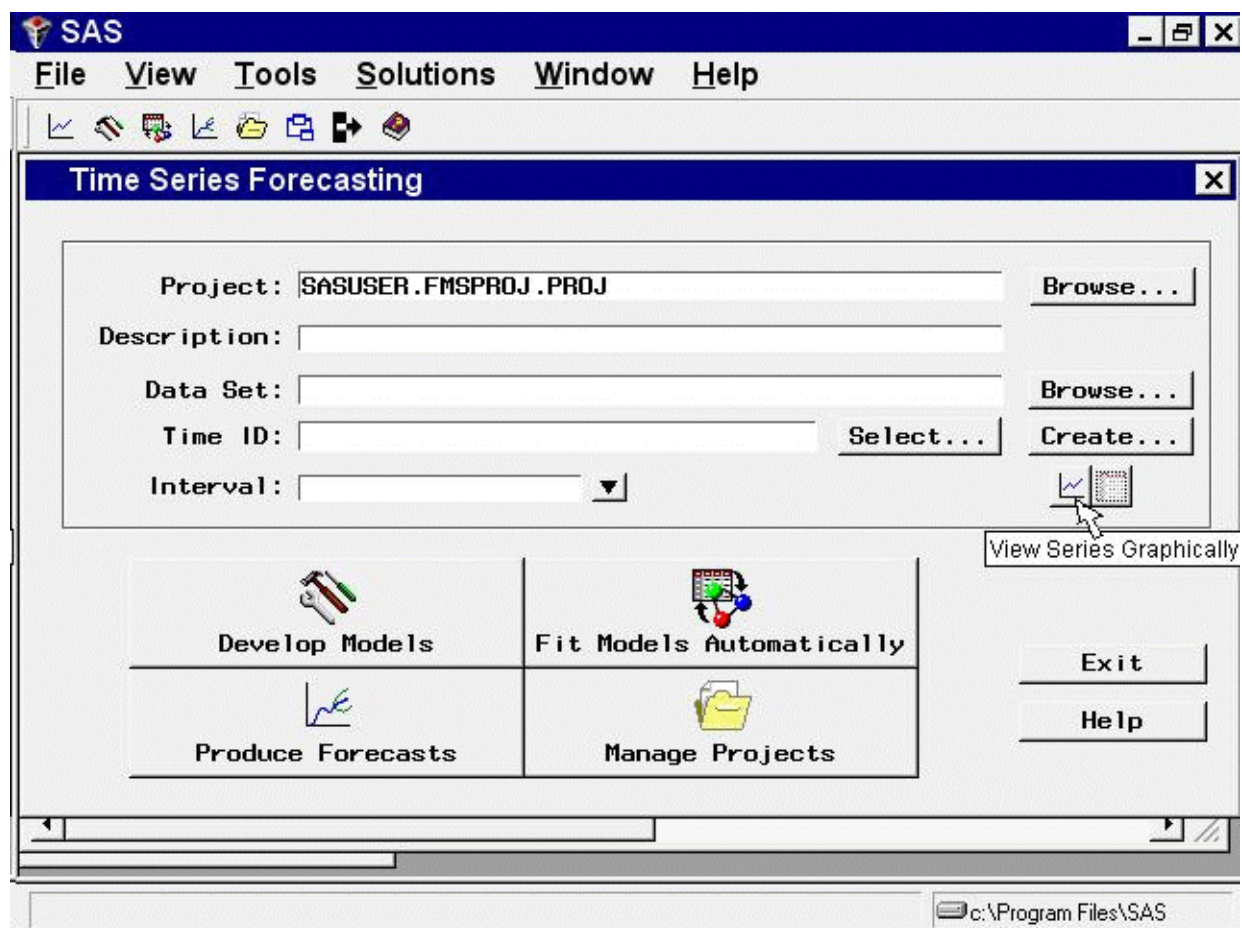 SAS
File View Tools Solutions Window Help
Time Series Forecasting
Project: SASUSER.FMSPROJ.PROJ Browse...
Description:
Data Set: Browse...
Time ID: Select... Create...
Interval:
View Series Graphically
Develop Models Fit Models Automatically
Exit
Produce Forecasts Manage Projects
Help
c:\Program Files\SAS